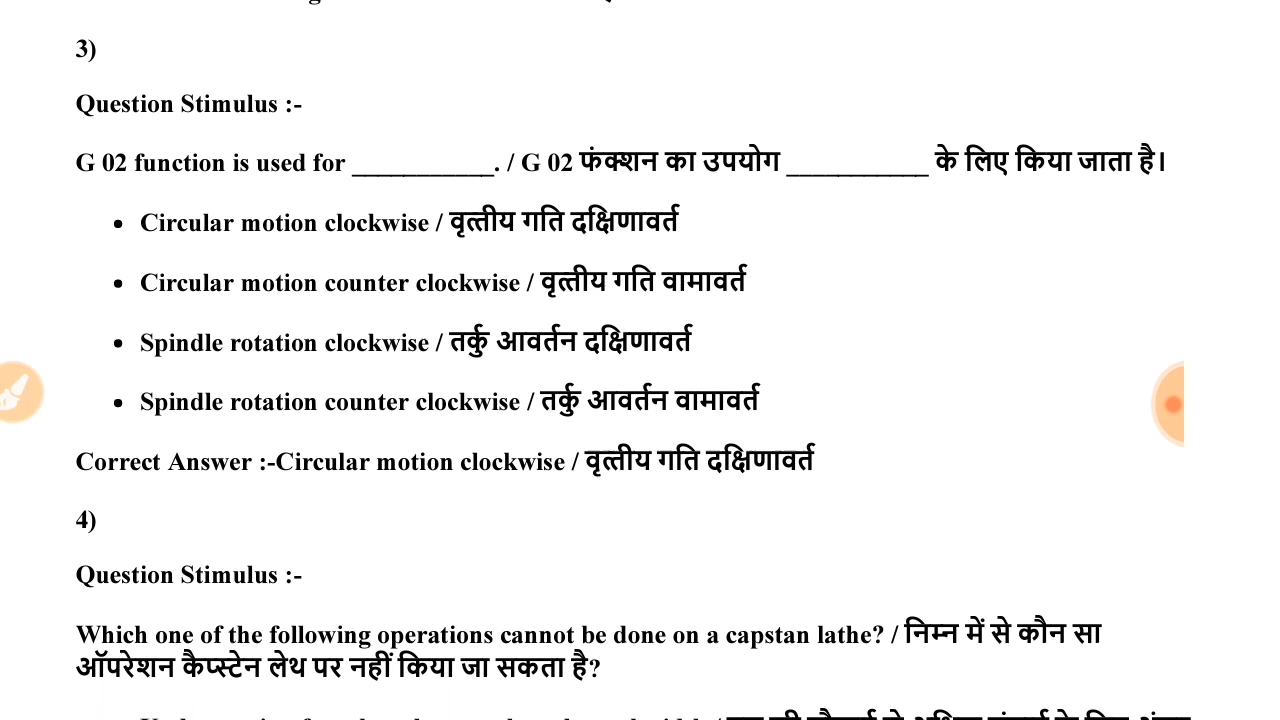 3)
Question Stimulus :-
G 02 function is used for ___________. / G 02 फंक्शन का उपयोग ___________ के लिए किया जाता है।
• Circular motion clockwise / वृत्तीय गति दक्षिणावर्त
• Circular motion counter clockwise / वृत्तीय गति वामावर्त
• Spindle rotation clockwise / तर्कु आवर्तन दक्षिणावर्त
• Spindle rotation counter clockwise / तर्कु आवर्तन वामावर्त
Correct Answer :-Circular motion clockwise / वृत्तीय गति दक्षिणावर्त
4)
Question Stimulus :-
Which one of the following operations cannot be done on a capstan lathe? / निम्न में से कौन सा
ऑपरेशन कैप्स्टेन लेथ पर नहीं किया जा सकता है?